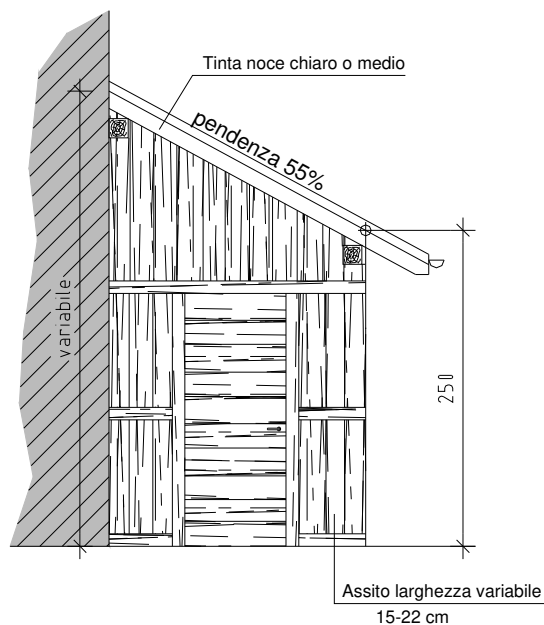 Tinta noce chiaro o medio
pendenza 55%
variabile
250
Assito larghezza variabile
15-22 cm